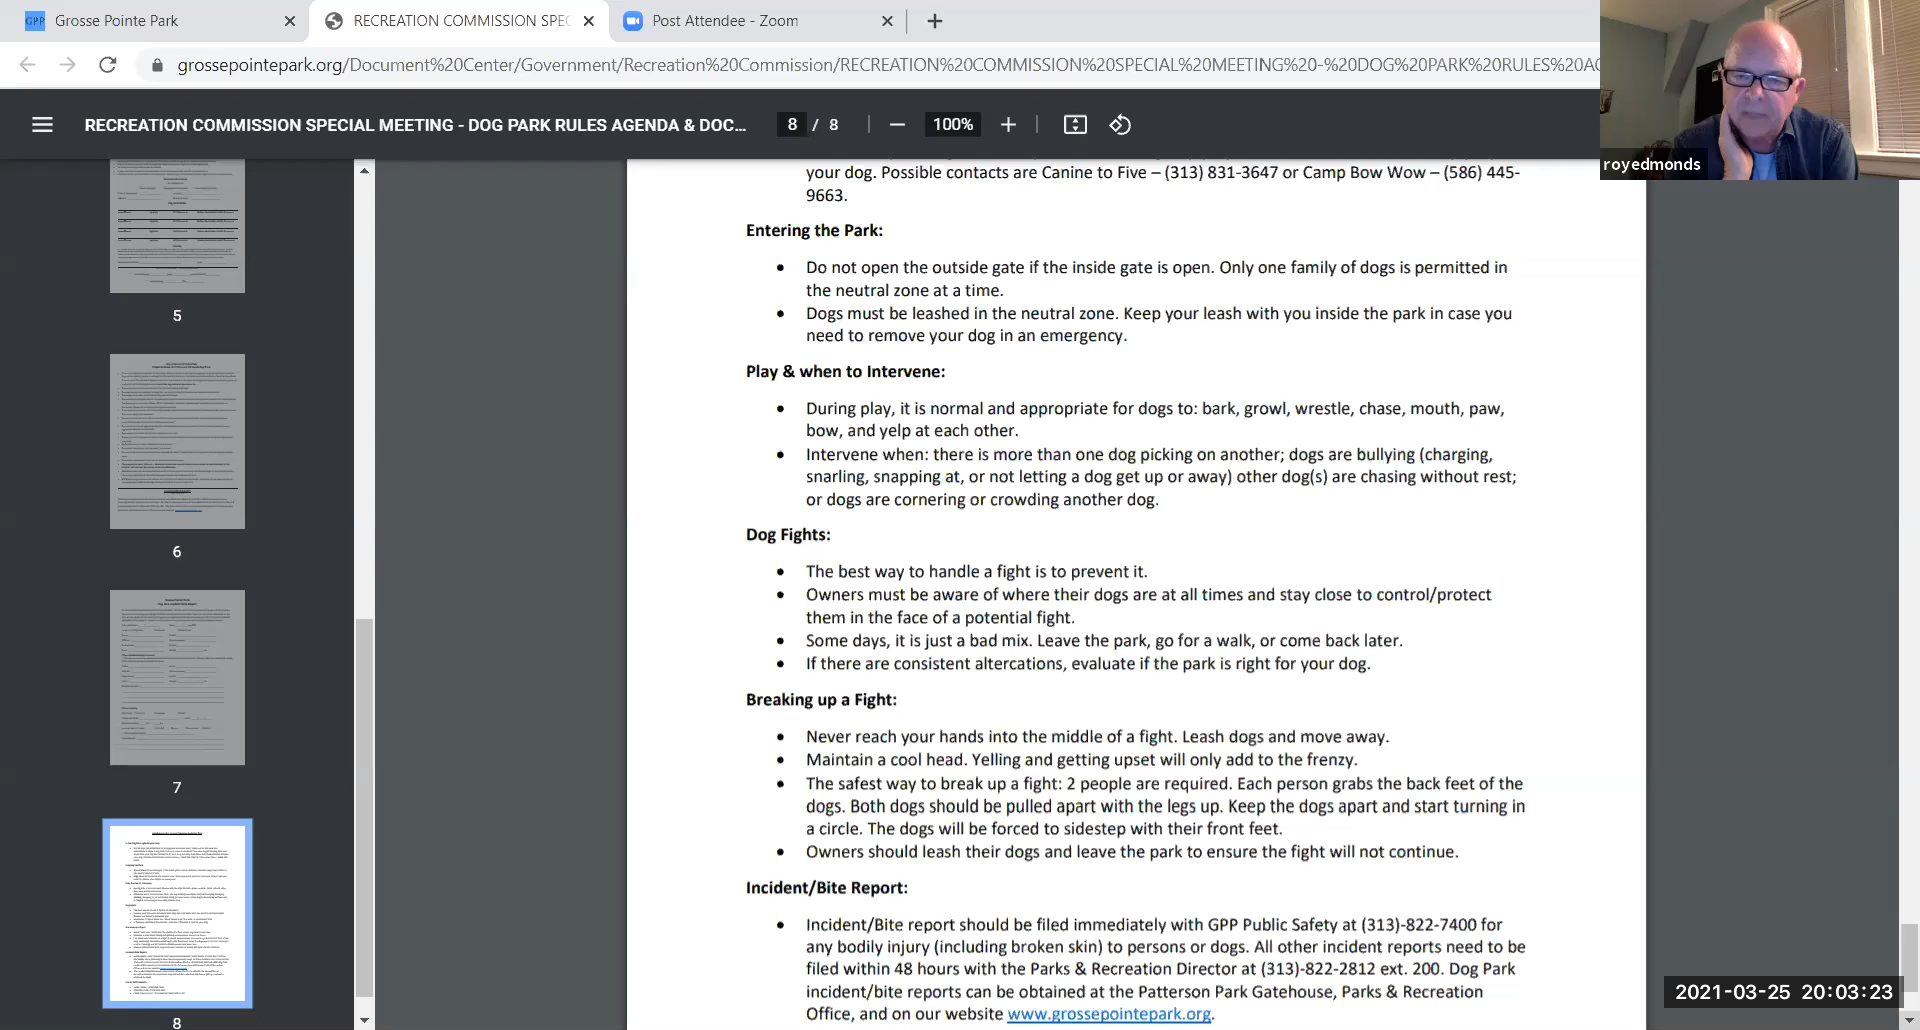 GPP Grosse Pointe Park
RECREATION COMMISSION SPEC
Post Attendee - Zoom
grossepointepark.org/Document%20Center/Government/Recreation%20Commission/RECREATION%20COMMISSION%20SPECIAL%20MEETING%20-%20DOG%20PARK%20RULES%20AG
RECREATION COMMISSION SPECIAL MEETING - DOG PARK RULES AGENDA & DOC...
8 / 8
100%
royedmonds
your dog. Possible contacts are Canine to Five – (313) 831-3647 or Camp Bow Wow – (586) 445-
9663.
Entering the Park:
• Do not open the outside gate if the inside gate is open. Only one family of dogs is permitted in
the neutral zone at a time.
• Dogs must be leashed in the neutral zone. Keep your leash with you inside the park in case you
need to remove your dog in an emergency.
Play & when to Intervene:
• During play, it is normal and appropriate for dogs to: bark, growl, wrestle, chase, mouth, paw,
bow, and yelp at each other.
• Intervene when: there is more than one dog picking on another; dogs are bullying (charging,
snarling, snapping at, or not letting a dog get up or away) other dog(s) are chasing without rest;
or dogs are cornering or crowding another dog.
Dog Fights:
• The best way to handle a fight is to prevent it.
• Owners must be aware of where their dogs are at all times and stay close to control/protect
them in the face of a potential fight.
• Some days, it is just a bad mix. Leave the park, go for a walk, or come back later.
• If there are consistent altercations, evaluate if the park is right for your dog.
Breaking up a Fight:
• Never reach your hands into the middle of a fight. Leash dogs and move away.
• Maintain a cool head. Yelling and getting upset will only add to the frenzy.
• The safest way to break up a fight: 2 people are required. Each person grabs the back feet of the
dogs. Both dogs should be pulled apart with the legs up. Keep the dogs apart and start turning in
a circle. The dogs will be forced to sidestep with their front feet.
• Owners should leash their dogs and leave the park to ensure the fight will not continue.
Incident/Bite Report:
• Incident/Bite report should be filed immediately with GPP Public Safety at (313)-822-7400 for
any bodily injury (including broken skin) to persons or dogs. All other incident reports need to be
filed within 48 hours with the Parks & Recreation Director at (313)-822-2812 ext. 200. Dog Park
incident/bite reports can be obtained at the Patterson Park Gatehouse, Parks & Recreation
Office, and on our website www.grossepointepark.org.
5
6
7
8
2021-03-25 20:03:23